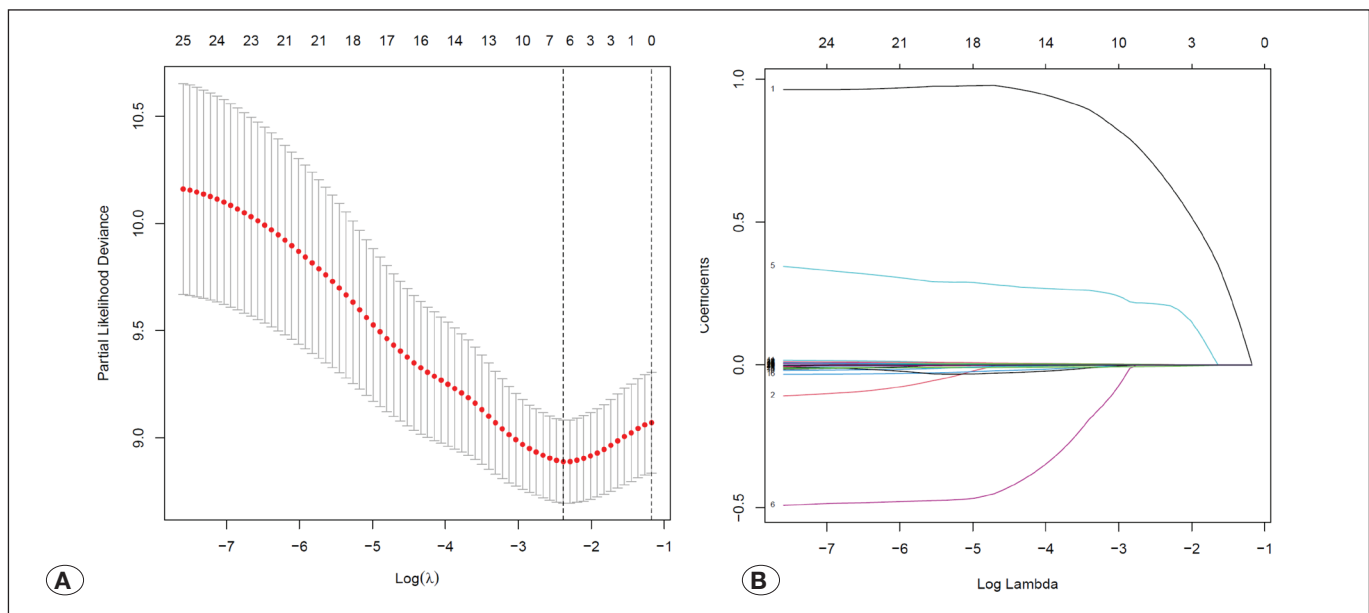 25 24 23 21 21 18 17 16 14 13 10 7 6 3 3 1 0
Partial Likelihood Deviance
10.5
10.0
9.5
9.0
−7 −6 −5 −4 −3 −2 −1
Log(λ)
A
24 21 18 14 10 3 0
Coefficients
1.0
0.5
0.0
−0.5
1
5
2
6
−7 −6 −5 −4 −3 −2 −1
Log Lambda
B